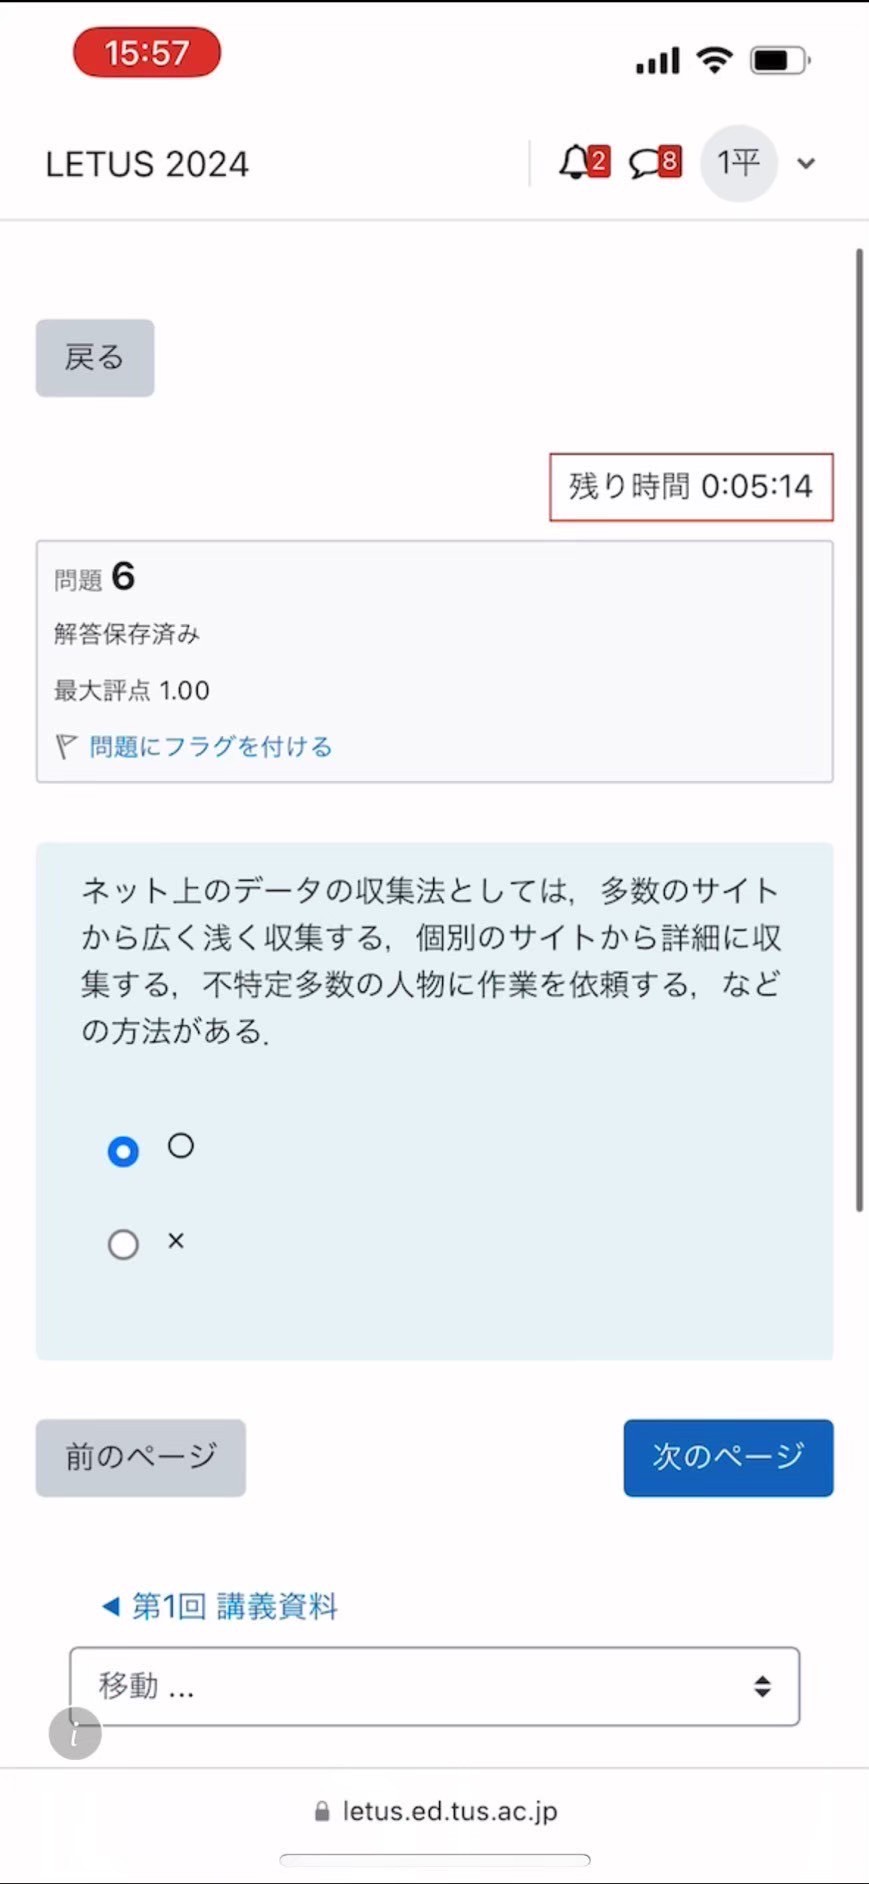 15:57
LETUS 2024
2
8
1平
戻る
残り時間 0:05:14
問題 6
解答保存済み
最大評点 1.00
問題にフラグを付ける
ネット上のデータの収集法としては，多数のサイト
から広く浅く収集する，個別のサイトから詳細に収
集する，不特定多数の人物に作業を依頼する，など
の方法がある．
○
×
前のページ
次のページ
◀ 第1回 講義資料
移動 ...
i
letus.ed.tus.ac.jp